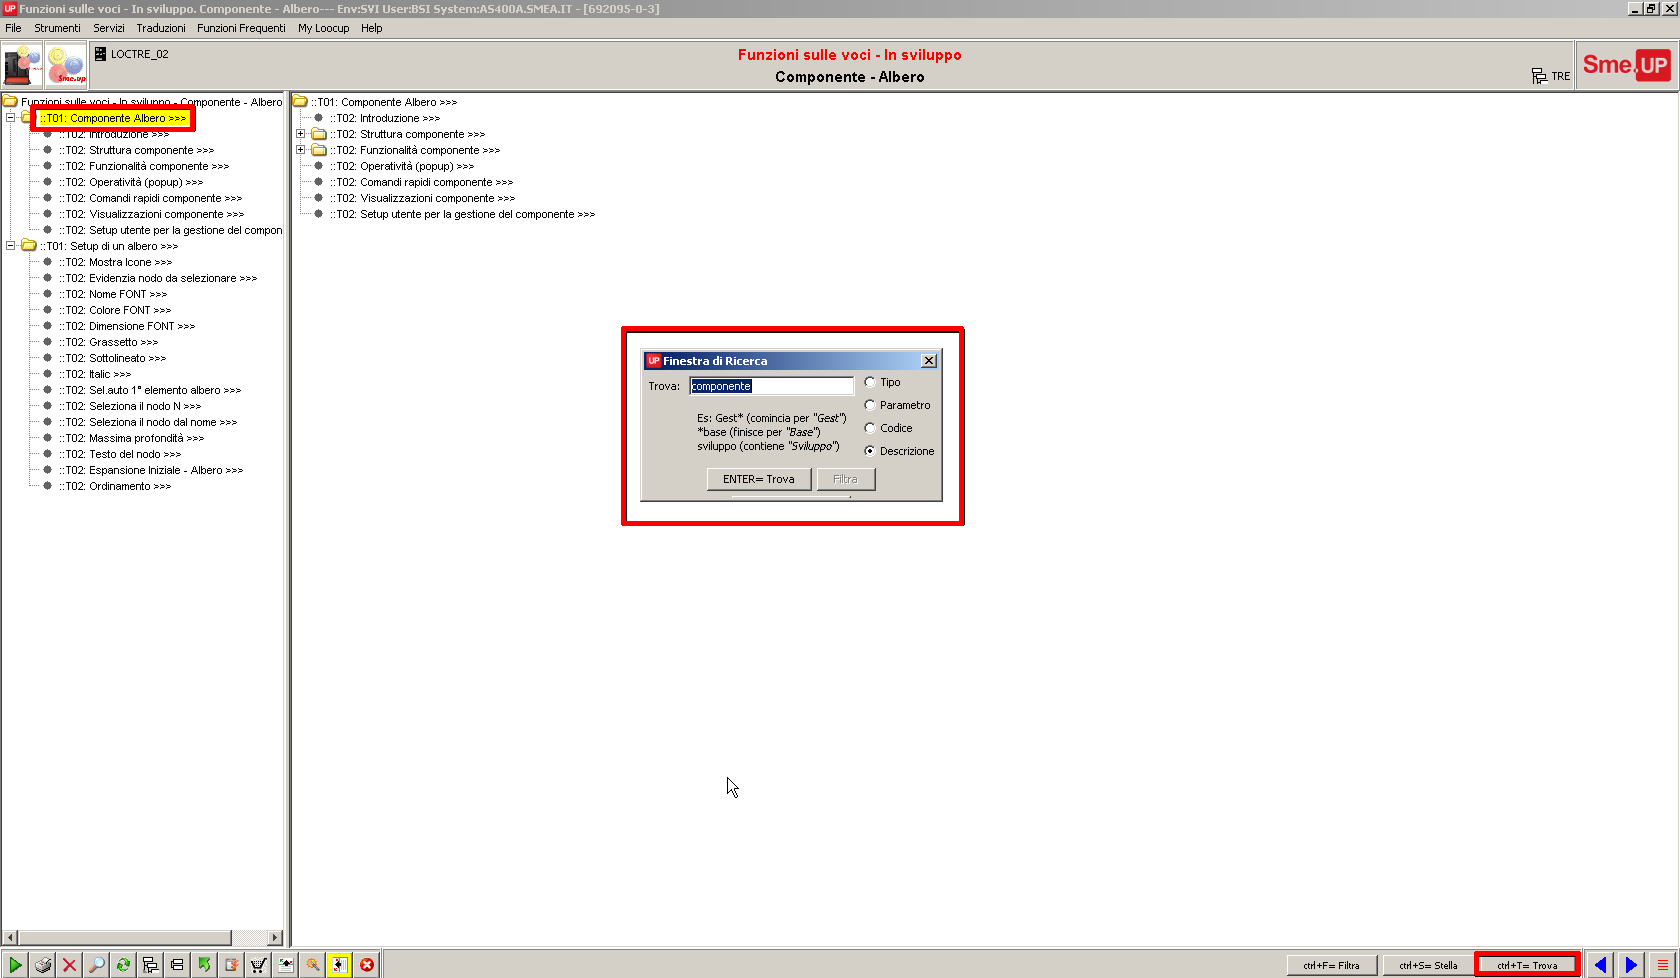 UP Funzioni sulle voci - In sviluppo. Componente - Albero--- Env:SVI User:BSI System:AS400A.SMEA.IT - [692095-0-3]
File Strumenti Servizi Traduzioni Funzioni Frequenti My Loocup Help
Sme.up
LOCTRE_02
Funzioni sulle voci - In sviluppo
Componente - Albero
TRE
Sme.UP
Funzioni sulle voci - In sviluppo - Componente - Albero
::T01: Componente Albero >>>
::T02: Introduzione >>>
::T02: Struttura componente >>>
::T02: Funzionalità componente >>>
::T02: Operatività (popup) >>>
::T02: Comandi rapidi componente >>>
::T02: Visualizzazioni componente >>>
::T02: Setup utente per la gestione del compon
::T01: Setup di un albero >>>
::T02: Mostra Icone >>>
::T02: Evidenzia nodo da selezionare >>>
::T02: Nome FONT >>>
::T02: Colore FONT >>>
::T02: Dimensione FONT >>>
::T02: Grassetto >>>
::T02: Sottolineato >>>
::T02: Italic >>>
::T02: Sel.auto 1° elemento albero >>>
::T02: Seleziona il nodo N >>>
::T02: Seleziona il nodo dal nome >>>
::T02: Massima profondità >>>
::T02: Testo del nodo >>>
::T02: Espansione Iniziale - Albero >>>
::T02: Ordinamento >>>
::T01: Componente Albero >>>
::T02: Introduzione >>>
::T02: Struttura componente >>>
::T02: Funzionalità componente >>>
::T02: Operatività (popup) >>>
::T02: Comandi rapidi componente >>>
::T02: Visualizzazioni componente >>>
::T02: Setup utente per la gestione del componente >>>
UP Finestra di Ricerca
Trova: componente
Es: Gest* (comincia per "Gest")
*base (finisce per "Base")
sviluppo (contiene "Sviluppo")
Tipo
Parametro
Codice
Descrizione
ENTER= Trova Filtra
ctrl+F= Filtra ctrl+S= Stella ctrl+T= Trova